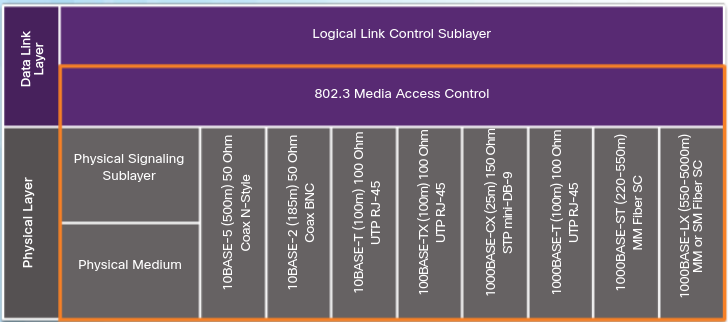 Data Link
Layer
Logical Link Control Sublayer
802.3 Media Access Control
Physical Layer
Physical Signaling
Sublayer
Physical Medium
10BASE-5 (500m) 50 Ohm
Coax N-Style
10BASE-2 (185m) 50 Ohm
Coax BNC
10BASE-T (100m) 100 Ohm
UTP RJ-45
100BASE-TX (100m) 100 Ohm
UTP RJ-45
1000BASE-CX (25m) 150 Ohm
STP mini-DB-9
1000BASE-T (100m) 100 Ohm
UTP RJ-45
1000BASE-ST (220-550m)
MM Fiber SC
1000BASE-LX (550-5000m)
MM or SM Fiber SC